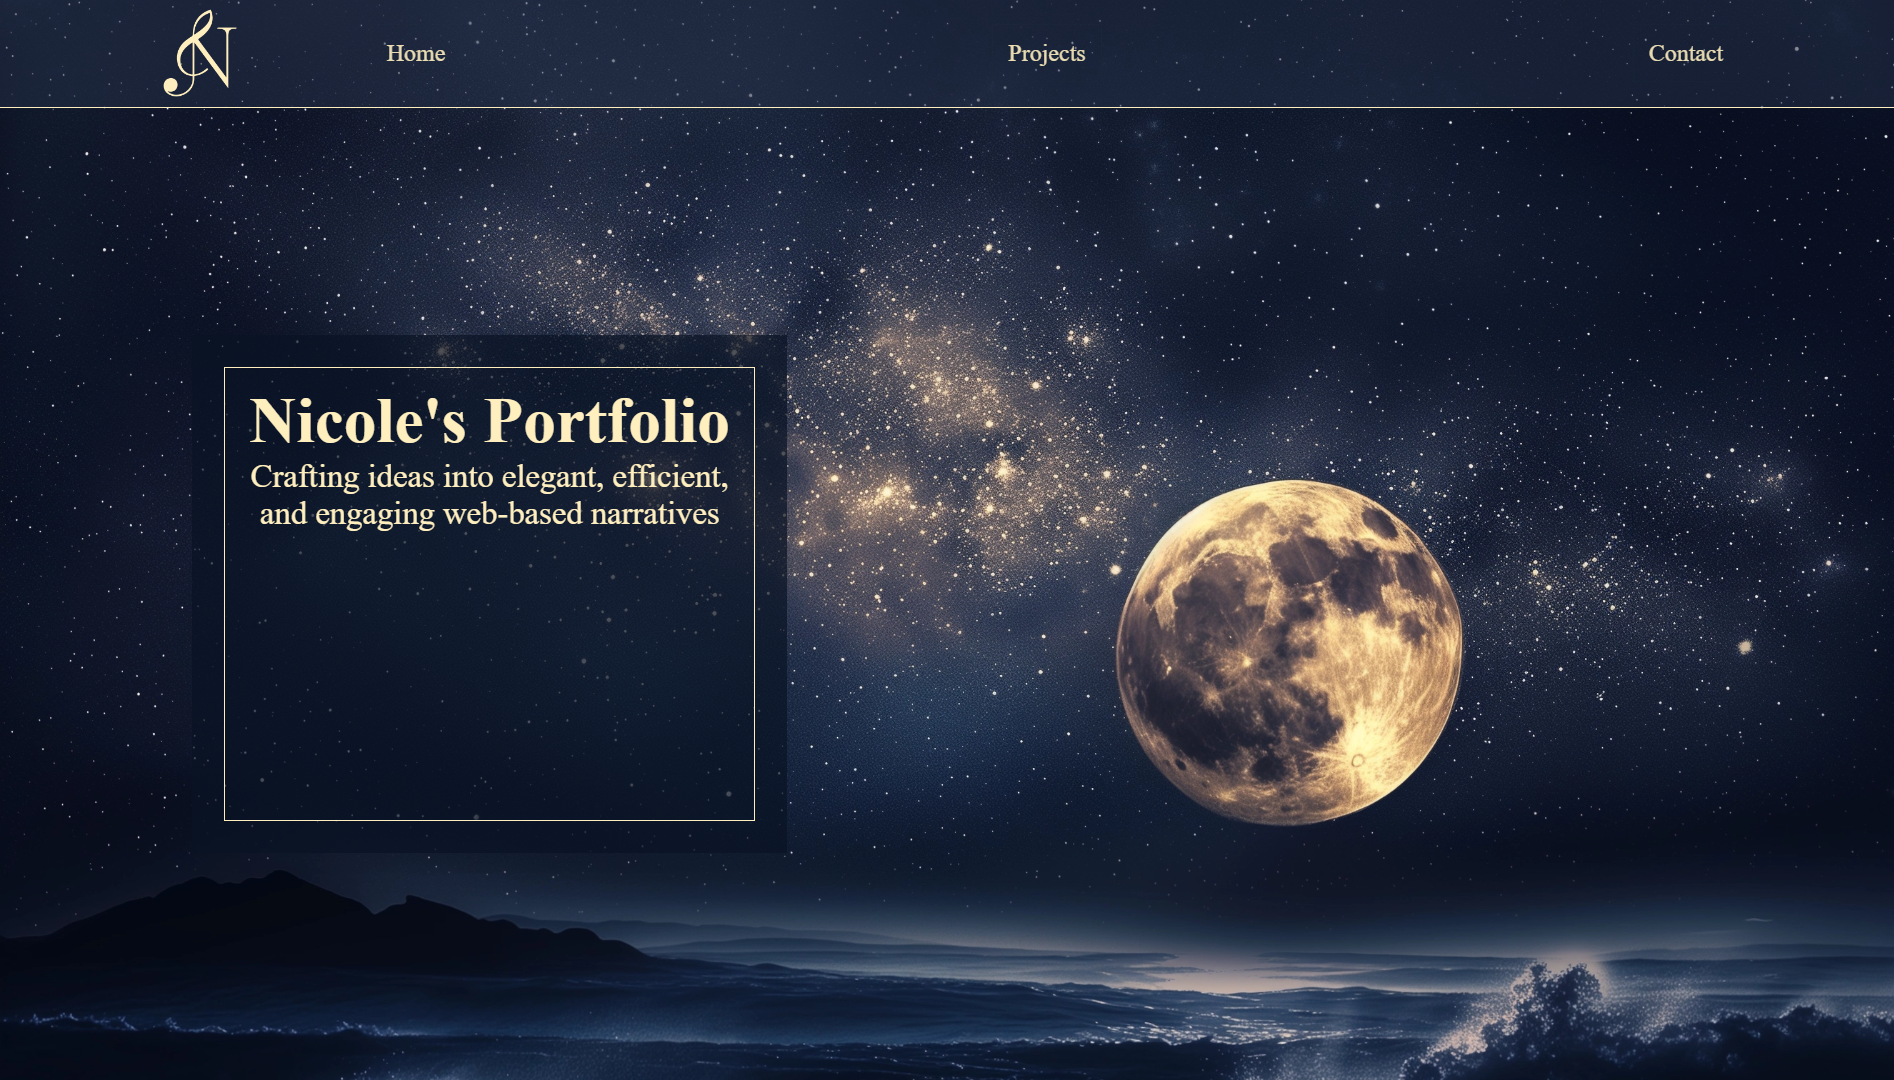 N
Home
Projects
Contact
Nicole's Portfolio
Crafting ideas into elegant, efficient,
and engaging web-based narratives